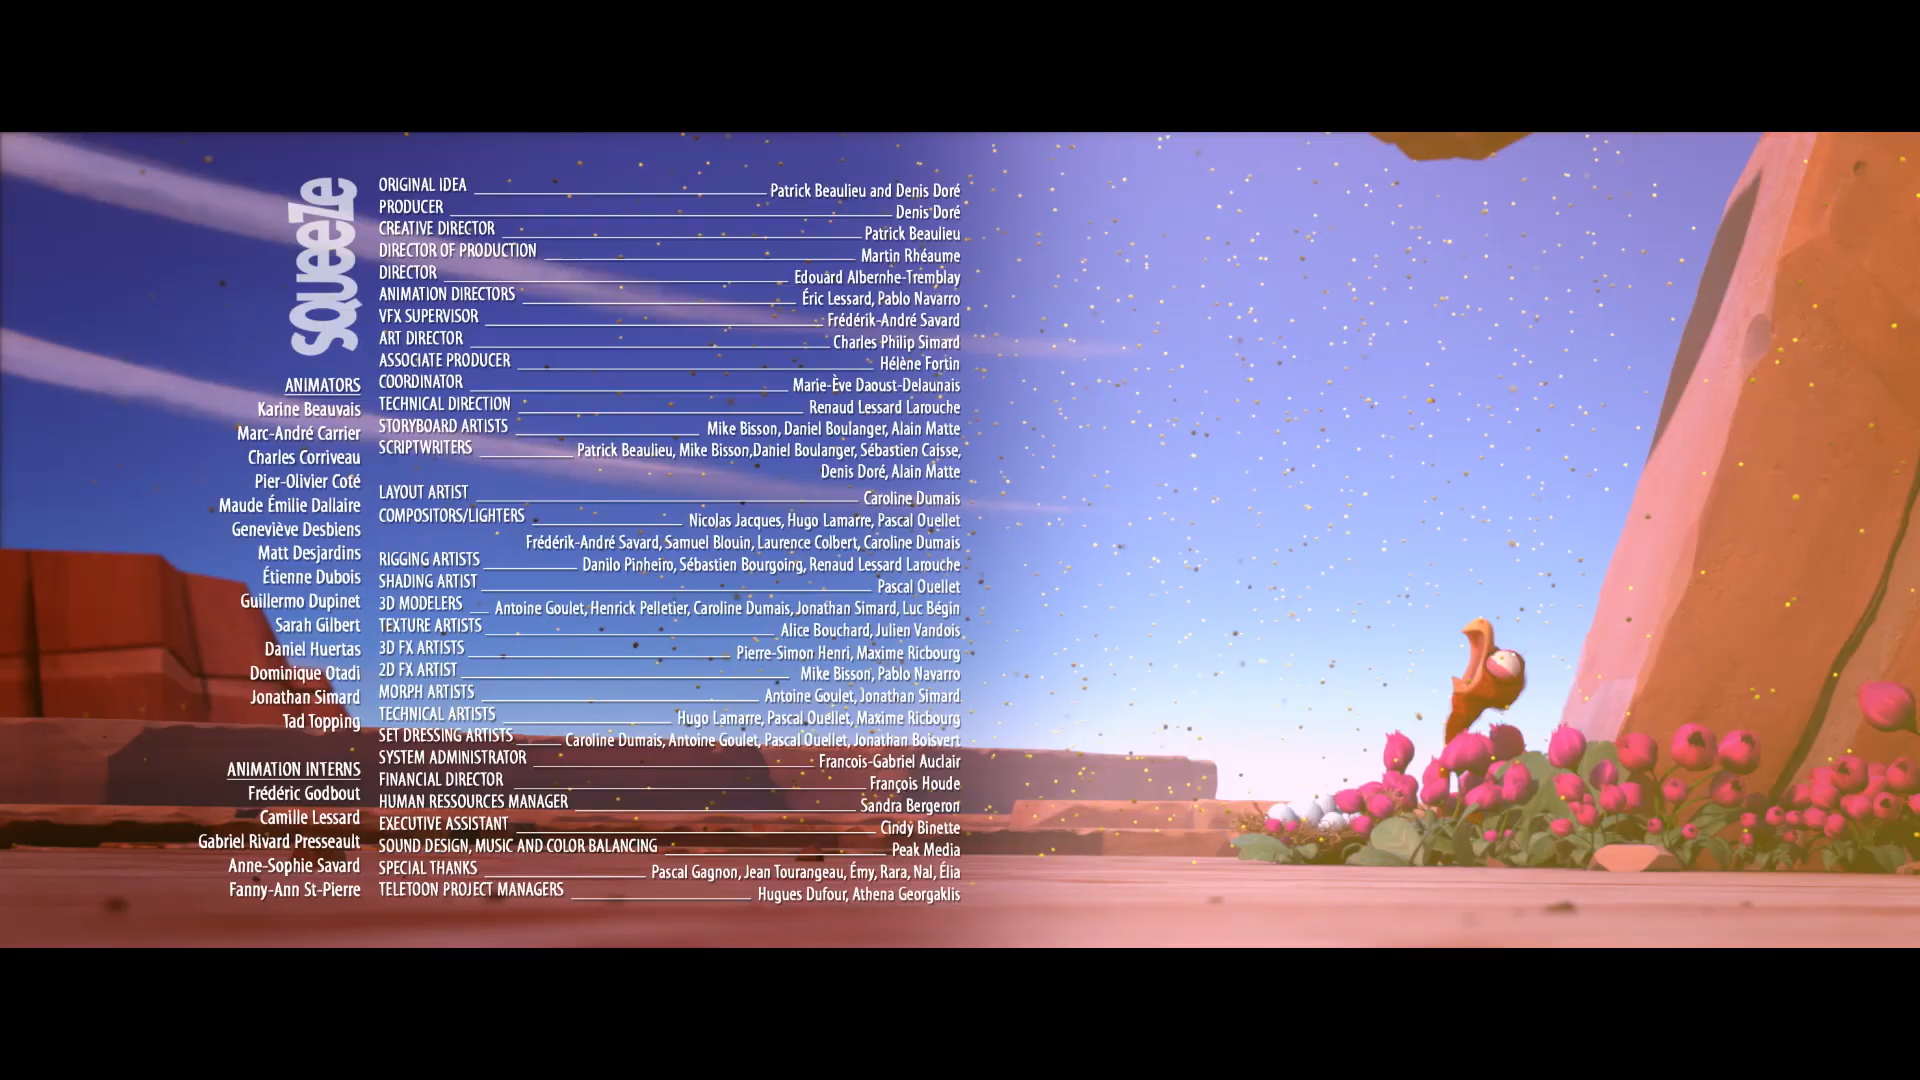 squeeze
ANIMATORS
Karine Beauvais
Marc-André Carrier
Charles Corriveau
Pier-Olivier Coté
Maude Émilie Dallaire
Geneviève Desbiens
Matt Desjardins
Étienne Dubois
Guillermo Dupinet
Sarah Gilbert
Daniel Huertas
Dominique Otadi
Jonathan Simard
Tad Topping
ANIMATION INTERNS
Frédéric Godbout
Camille Lessard
Gabriel Rivard Presseault
Anne-Sophie Savard
Fanny-Ann St-Pierre
ORIGINAL IDEA Patrick Beaulieu and Denis Doré
PRODUCER Denis Doré
CREATIVE DIRECTOR Patrick Beaulieu
DIRECTOR OF PRODUCTION Martin Rhéaume
DIRECTOR Edouard Albernhe-Tremblay
ANIMATION DIRECTORS Éric Lessard, Pablo Navarro
VFX SUPERVISOR Frédérik-André Savard
ART DIRECTOR Charles Philip Simard
ASSOCIATE PRODUCER Hélène Fortin
COORDINATOR Marie-Ève Daoust-Delaunais
TECHNICAL DIRECTION Renaud Lessard Larouche
STORYBOARD ARTISTS Mike Bisson, Daniel Boulanger, Alain Matte
SCRIPTWRITERS Patrick Beaulieu, Mike Bisson,Daniel Boulanger, Sébastien Caisse,
Denis Doré, Alain Matte
LAYOUT ARTIST Caroline Dumais
COMPOSITORS/LIGHTERS Nicolas Jacques, Hugo Lamarre, Pascal Ouellet
Frédérik-André Savard, Samuel Blouin, Laurence Colbert, Caroline Dumais
RIGGING ARTISTS Danilo Pinheiro, Sébastien Bourgoing, Renaud Lessard Larouche
SHADING ARTIST Pascal Ouellet
3D MODELERS Antoine Goulet, Henrick Pelletier, Caroline Dumais, Jonathan Simard, Luc Bégin
TEXTURE ARTISTS Alice Bouchard, Julien Vandois
3D FX ARTISTS Pierre-Simon Henri, Maxime Ricbourg
2D FX ARTIST Mike Bisson, Pablo Navarro
MORPH ARTISTS Antoine Goulet, Jonathan Simard
TECHNICAL ARTISTS Hugo Lamarre, Pascal Ouellet, Maxime Ricbourg
SET DRESSING ARTISTS Caroline Dumais, Antoine Goulet, Pascal Ouellet, Jonathan Boisvert
SYSTEM ADMINISTRATOR Francois-Gabriel Auclair
FINANCIAL DIRECTOR François Houde
HUMAN RESSOURCES MANAGER Sandra Bergeron
EXECUTIVE ASSISTANT Cindy Binette
SOUND DESIGN, MUSIC AND COLOR BALANCING Peak Media
SPECIAL THANKS Pascal Gagnon, Jean Tourangeau, Émy, Rara, Nal, Élia
TELETOON PROJECT MANAGERS Hugues Dufour, Athena Georgaklis